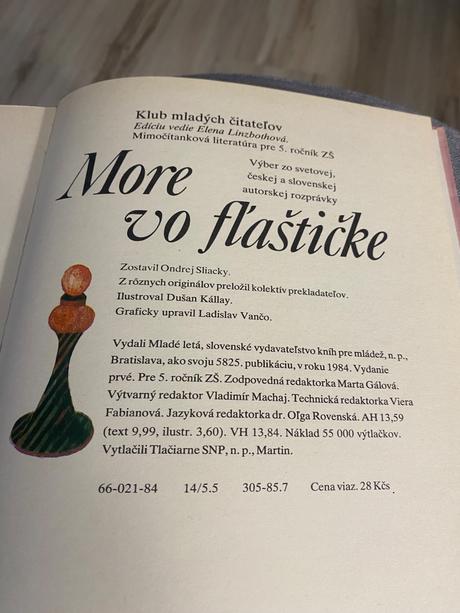 Klub mladých čitateľov
Edíciu vedie Elena Linzbothová.
Mimočítanková literatúra pre 5. ročník ZŠ
Výber zo svetovej,
českej a slovenskej
autorskej rozprávky
More
vo fľaštičke
Zostavil Ondrej Sliacky.
Z rôznych originálov preložil kolektív prekladateľov.
Ilustroval Dušan Kállay.
Graficky upravil Ladislav Vančo.
Vydali Mladé letá, slovenské vydavateľstvo kníh pre mládež, n. p.,
Bratislava, ako svoju 5825. publikáciu, v roku 1984. Vydanie
prvé. Pre 5. ročník ZŠ. Zodpovedná redaktorka Marta Gálová.
Výtvarný redaktor Vladimír Machaj. Technická redaktorka Viera
Fabianová. Jazyková redaktorka dr. Oľga Rovenská. AH 13,59
(text 9,99, ilustr. 3,60). VH 13,84. Náklad 55 000 výtlačkov.
Vytlačili Tlačiarne SNP, n. p., Martin.
66-021-84 14/5.5 305-85.7 Cena viaz. 28 Kčs.